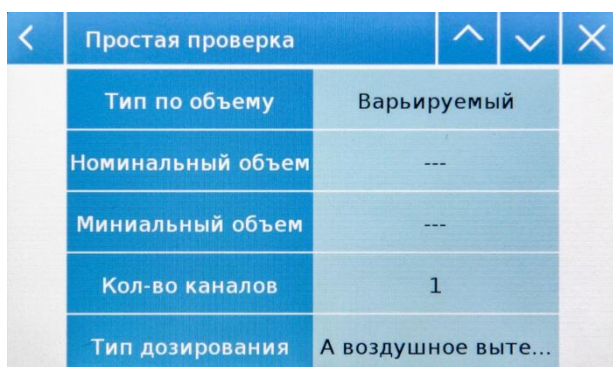 Простая проверка
Тип по объему Варьируемый
Номинальный объем ---
Миниальный объем ---
Кол-во каналов 1
Тип дозирования А воздушное выте...